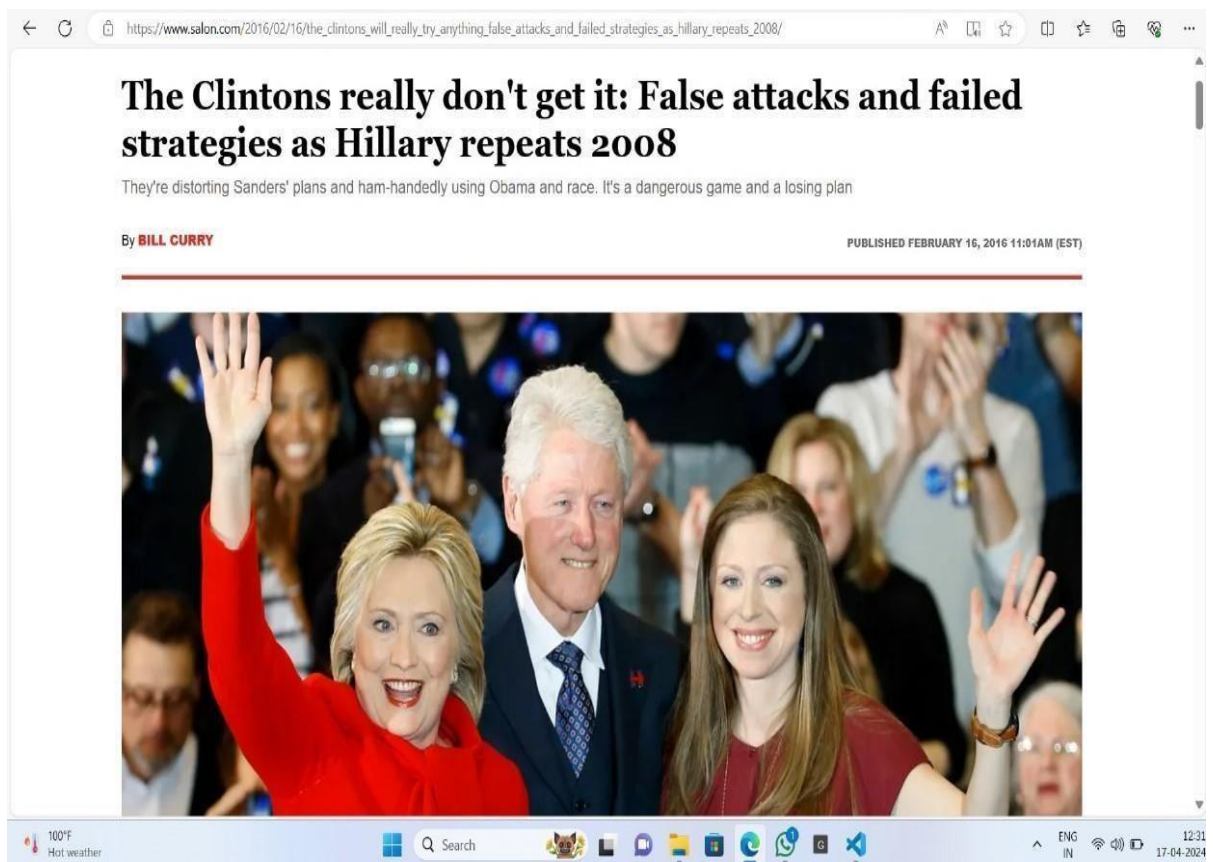 https://www.salon.com/2016/02/16/the_clintons_will_really_try_anything_false_attacks_and_failed_strategies_as_hillary_repeats_2008/
The Clintons really don't get it: False attacks and failed
strategies as Hillary repeats 2008
They're distorting Sanders' plans and ham-handedly using Obama and race. It's a dangerous game and a losing plan
By BILL CURRY
PUBLISHED FEBRUARY 16, 2016 11:01AM (EST)
100°F
Hot weather
Search
1
G
ENG
IN
12:31
17-04-2024